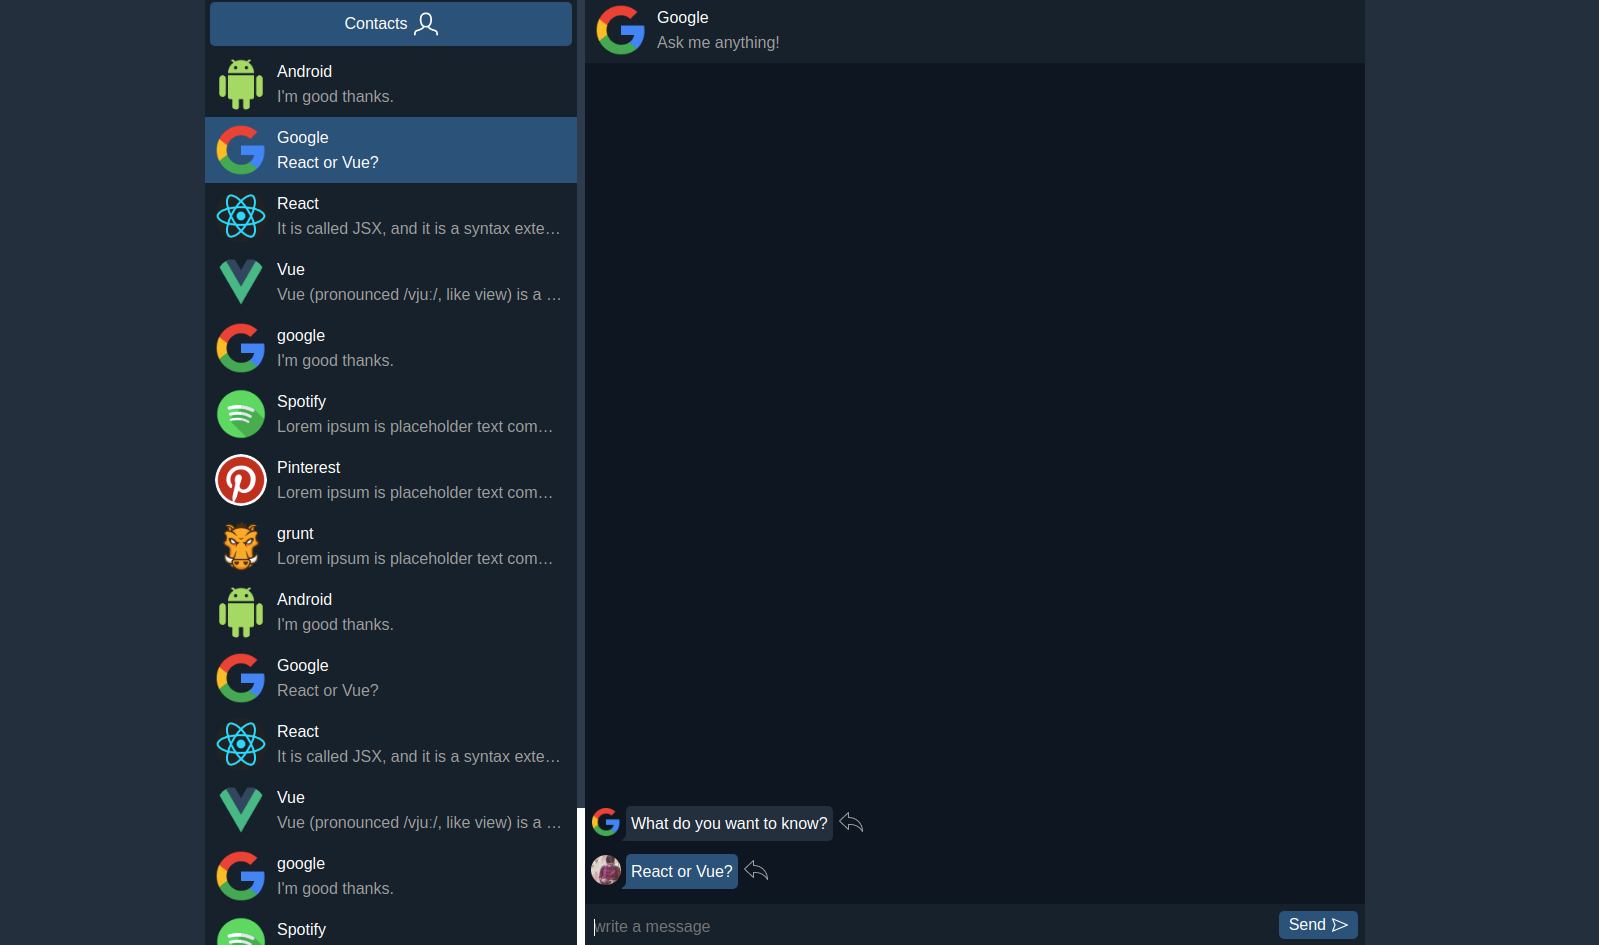 Contacts
Android
I'm good thanks.
Google
React or Vue?
React
It is called JSX, and it is a syntax exte…
Vue
Vue (pronounced /vjuː/, like view) is a …
google
I'm good thanks.
Spotify
Lorem ipsum is placeholder text com…
Pinterest
Lorem ipsum is placeholder text com…
grunt
Lorem ipsum is placeholder text com…
Android
I'm good thanks.
Google
React or Vue?
React
It is called JSX, and it is a syntax exte…
Vue
Vue (pronounced /vjuː/, like view) is a …
google
I'm good thanks.
Spotify
Google
Ask me anything!
What do you want to know?
React or Vue?
write a message
Send